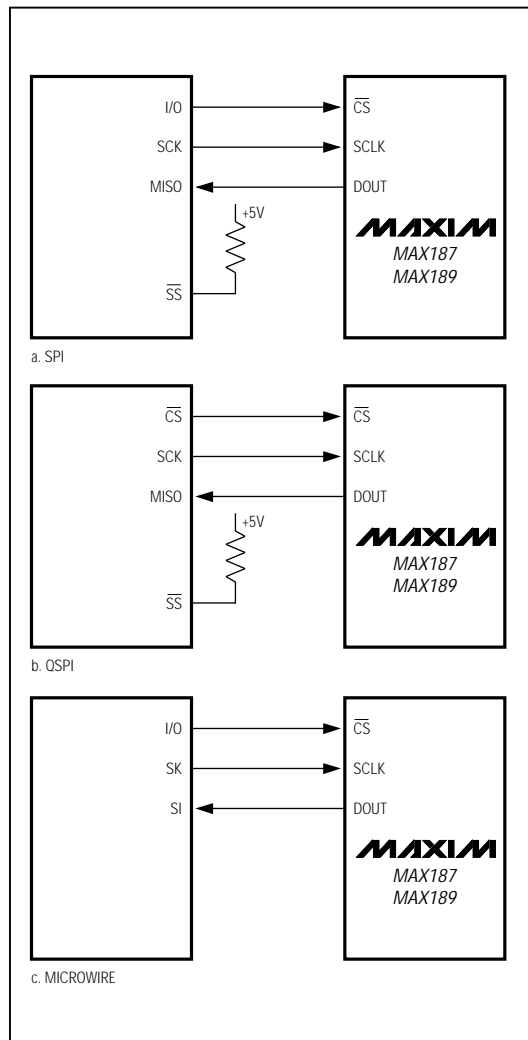 I/O CS
SCK SCLK
MISO DOUT
+5V
MAXIM
MAX187
MAX189
SS
a. SPI
CS CS
SCK SCLK
MISO DOUT
+5V
MAXIM
MAX187
MAX189
SS
b. QSPI
I/O CS
SK SCLK
SI DOUT
MAXIM
MAX187
MAX189
c. MICROWIRE